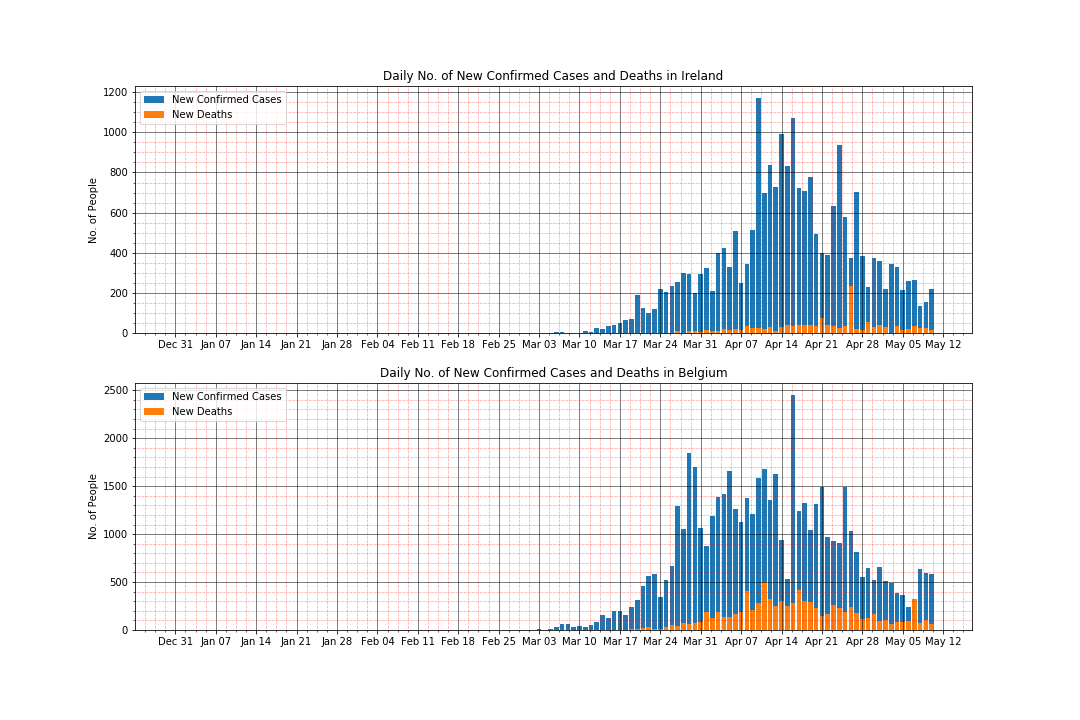 Daily No. of New Confirmed Cases and Deaths in Ireland
1200
1000
800
600
400
200
0
No. of People
New Confirmed Cases
New Deaths
Dec 31 Jan 07 Jan 14 Jan 21 Jan 28 Feb 04 Feb 11 Feb 18 Feb 25 Mar 03 Mar 10 Mar 17 Mar 24 Mar 31 Apr 07 Apr 14 Apr 21 Apr 28 May 05 May 12
Daily No. of New Confirmed Cases and Deaths in Belgium
2500
2000
1500
1000
500
0
No. of People
New Confirmed Cases
New Deaths
Dec 31 Jan 07 Jan 14 Jan 21 Jan 28 Feb 04 Feb 11 Feb 18 Feb 25 Mar 03 Mar 10 Mar 17 Mar 24 Mar 31 Apr 07 Apr 14 Apr 21 Apr 28 May 05 May 12